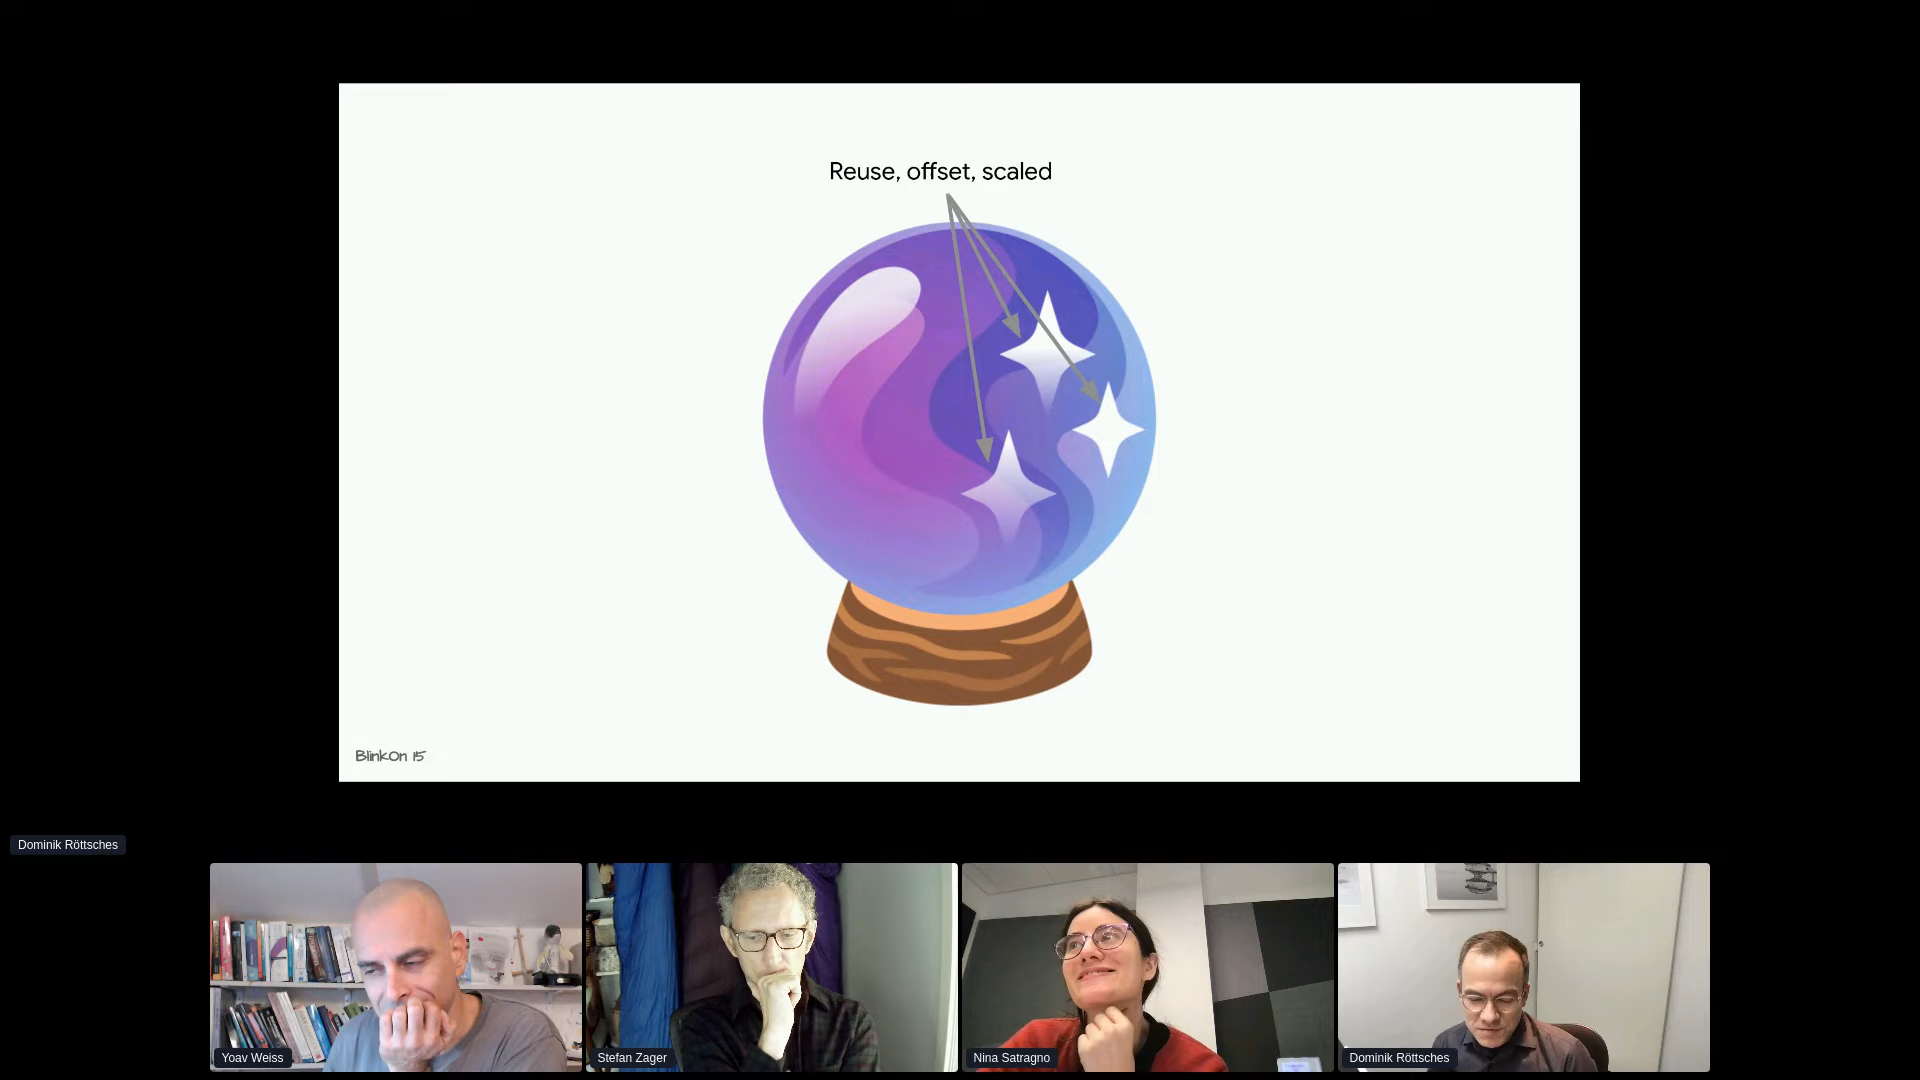 Reuse, offset, scaled
BlinkOn 15
Dominik Röttsches
Yoav Weiss
Stefan Zager
Nina Satragno
Dominik Röttsches